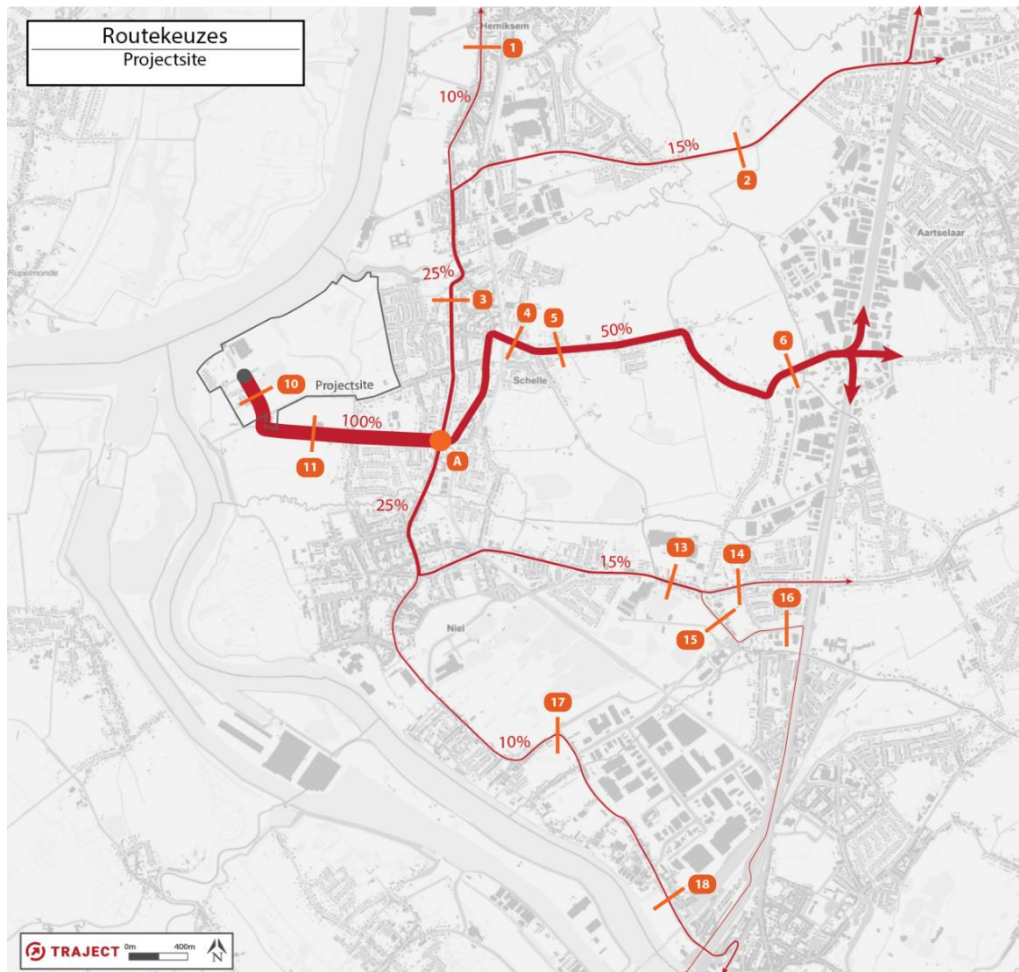 Routekeuzes
Projectsite
Hemiksem
1
10%
15%
2
Aartselaar
Rupelmonde
25%
3
4
5
50%
6
Schelle
10
Projectsite
100%
11
A
25%
15%
13
14
15
16
Niel
17
10%
18
TRAJECT
0m
400m
N